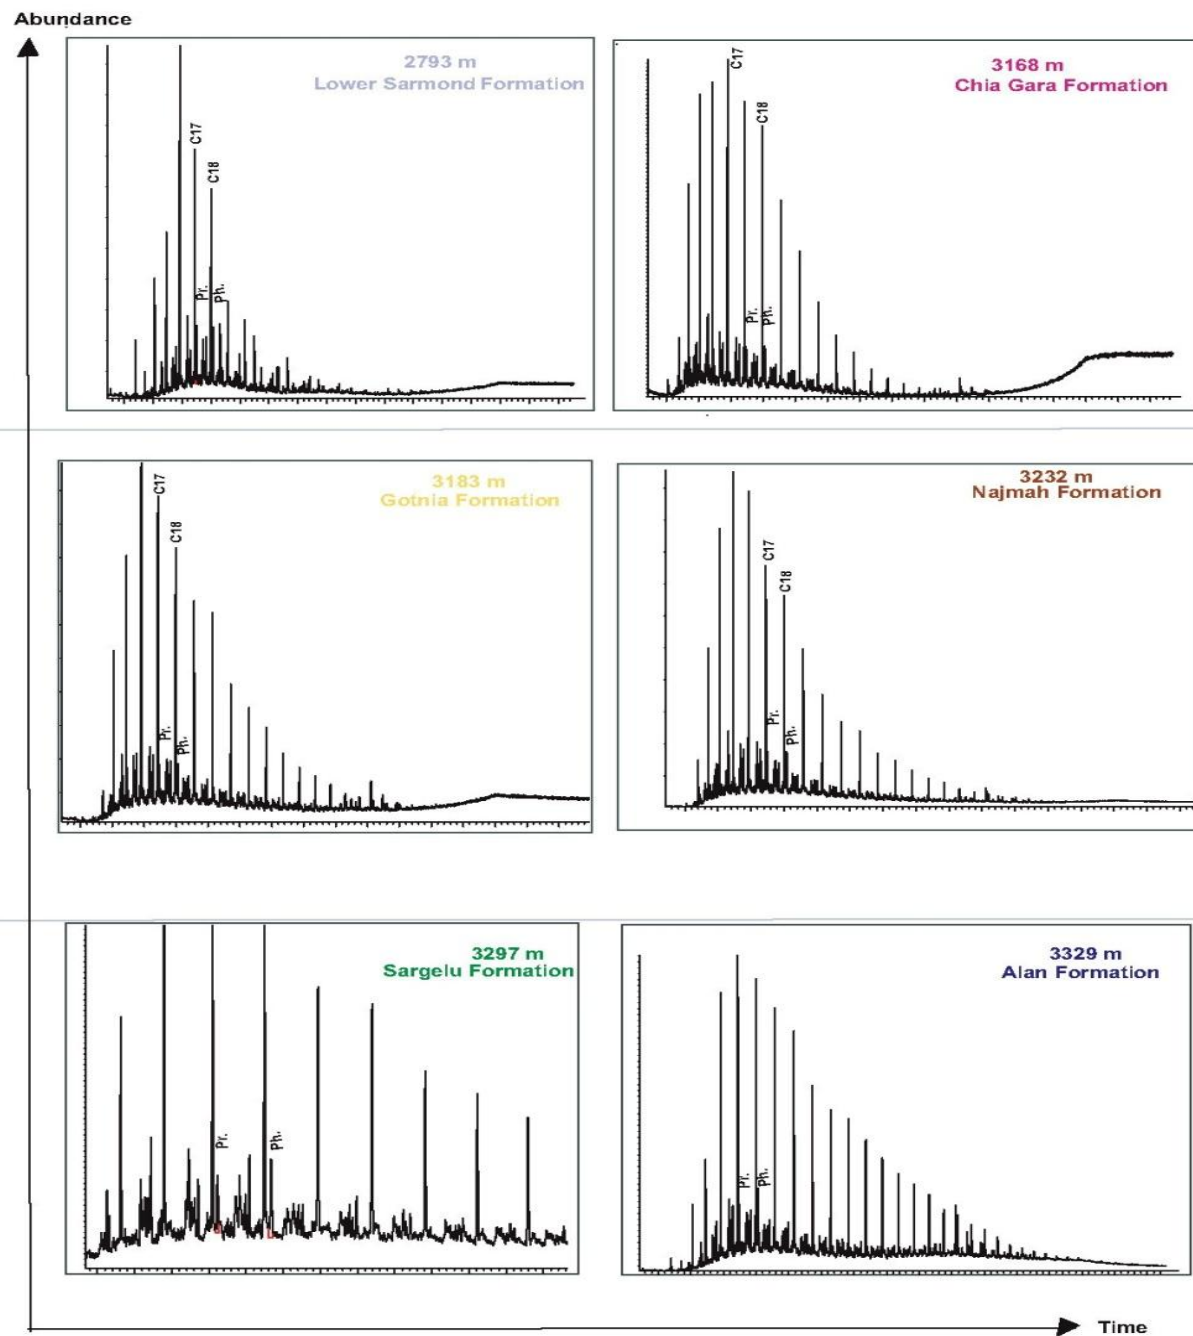 Abundance
2793 m
Lower Sarmond Formation
C17
C18
Pr.
Ph.
3168 m
Chia Gara Formation
C17
C18
Pr.
Ph.
3183 m
Gotnia Formation
C17
C18
Pr.
Ph.
3232 m
Najmah Formation
C17
C18
Pr.
Ph.
3297 m
Sargelu Formation
Pr.
Ph.
3329 m
Alan Formation
Pr.
Ph.
Time